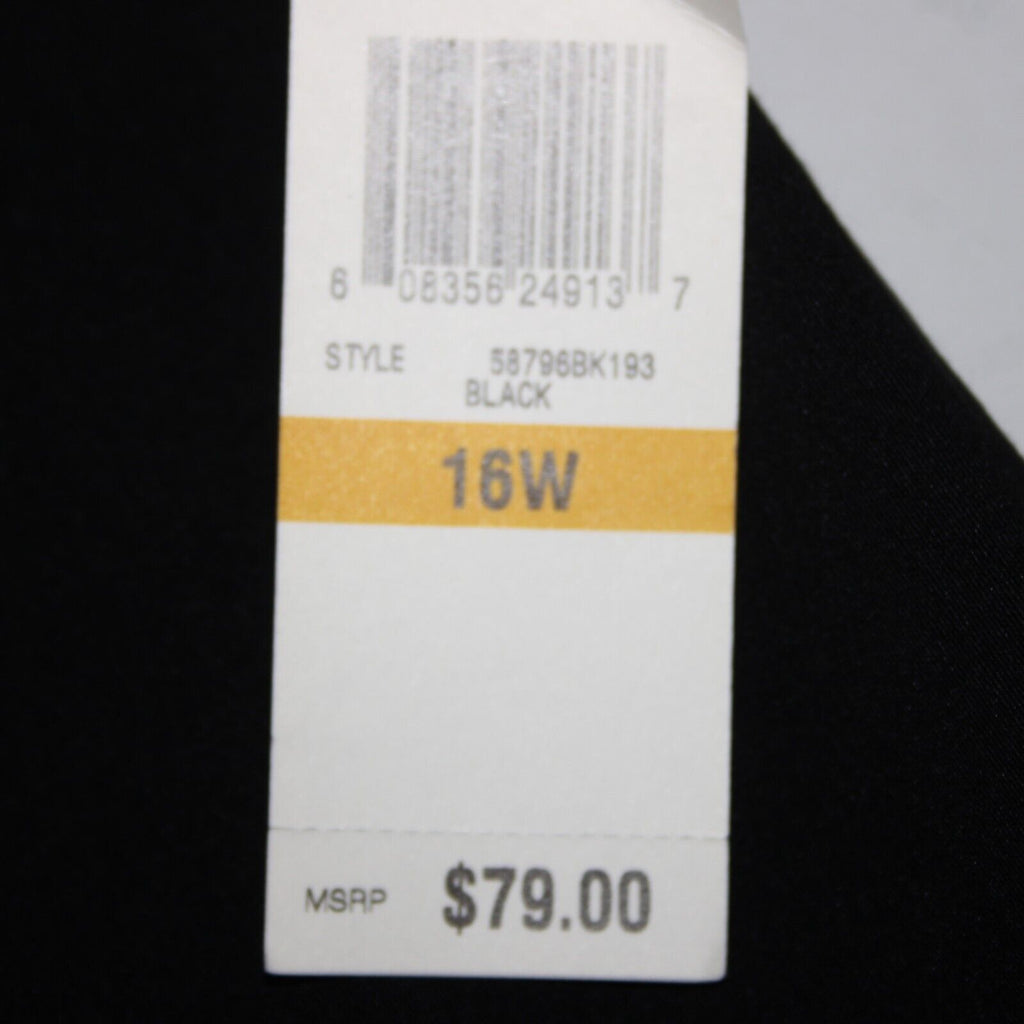 6 08356 24913 7
STYLE 58796BK193
BLACK
16W
MSRP $79.00